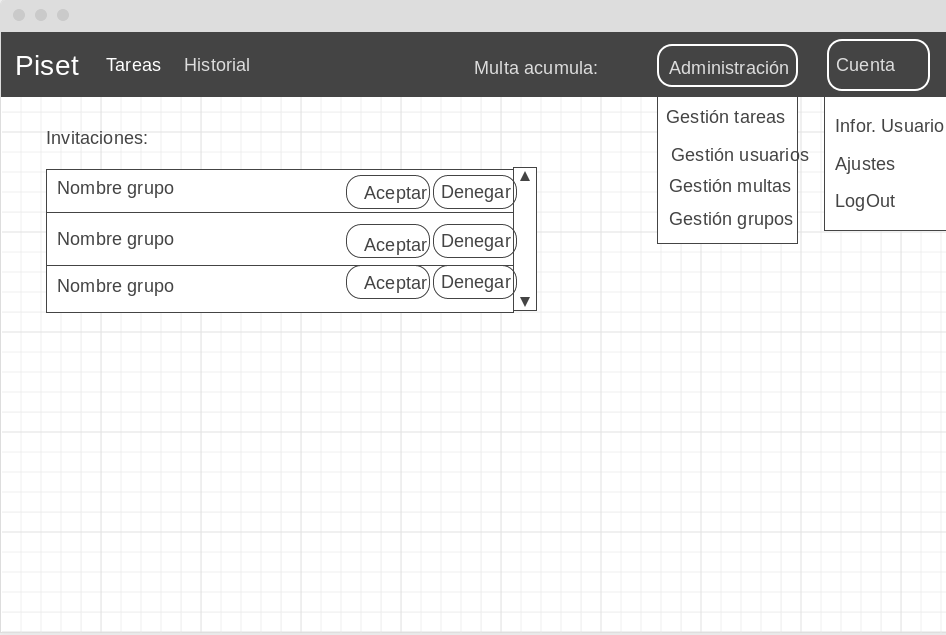 Piset Tareas Historial Multa acumula: Administración Cuenta
Gestión tareas
Gestión usuarios
Gestión multas
Gestión grupos
Infor. Usuario
Ajustes
LogOut
Invitaciones:
Nombre grupo Aceptar Denegar
Nombre grupo Aceptar Denegar
Nombre grupo Aceptar Denegar